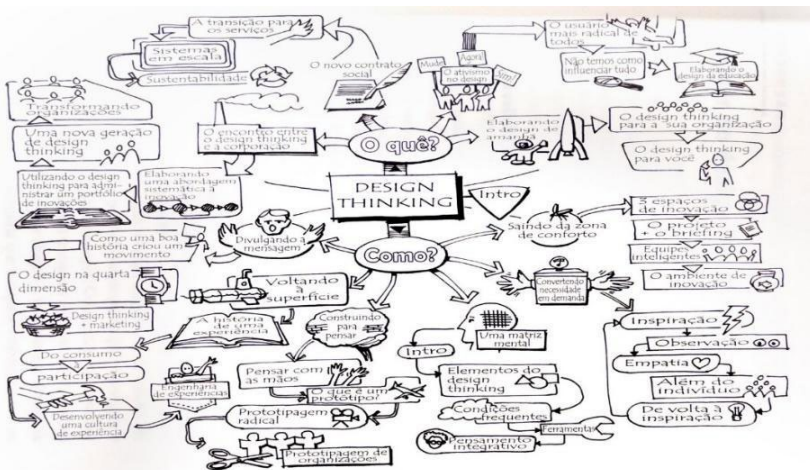 A transição para
os serviços
Sistemas
em escala
Sustentabilidade
O novo contrato
social
Mude!
Agora!
Sim!
O ativismo
no design
O usuário
mais radical de
todos
Não temos como
influenciar tudo
Elaborando o
design da educação
Transformando
organizações
Uma nova geração
de design
thinking
Utilizando o design
thinking para admi-
nistrar um portfólio
de inovações
O encontro entre
o design thinking
e a corporação
Elaborando
uma abordagem
sistemática à
inovação
O quê?
Elaborando
o design de
amanhã
O design thinking
para a sua organização
O design thinking
para você
DESIGN
THINKING
Intro
Como?
Divulgando a
mensagem
Como uma boa
história criou um
movimento
O design na quarta
dimensão
Design thinking
+ marketing
Saindo da zona
de conforto
3 espaços
de inovação
O projeto
+ o briefing
Equipes
inteligentes
O ambiente de
inovação
Convertendo
necessidade
em demanda
Inspiração
Observação
Empatia
Além do
indivíduo
De volta à
inspiração
Voltando à
superfície
A história
de uma
experiência
Do consumo
participação
Desenvolvendo
uma cultura
de experiência
Engenharia
de experiências
Construindo
para
pensar
Pensar com
as mãos
O que é um
protótipo?
Prototipagem
radical
Prototipagem de
organizações
Uma matriz
mental
Intro
Elementos do
design
thinking
Condições
frequentes
Ferramentas
Pensamento
integrativo